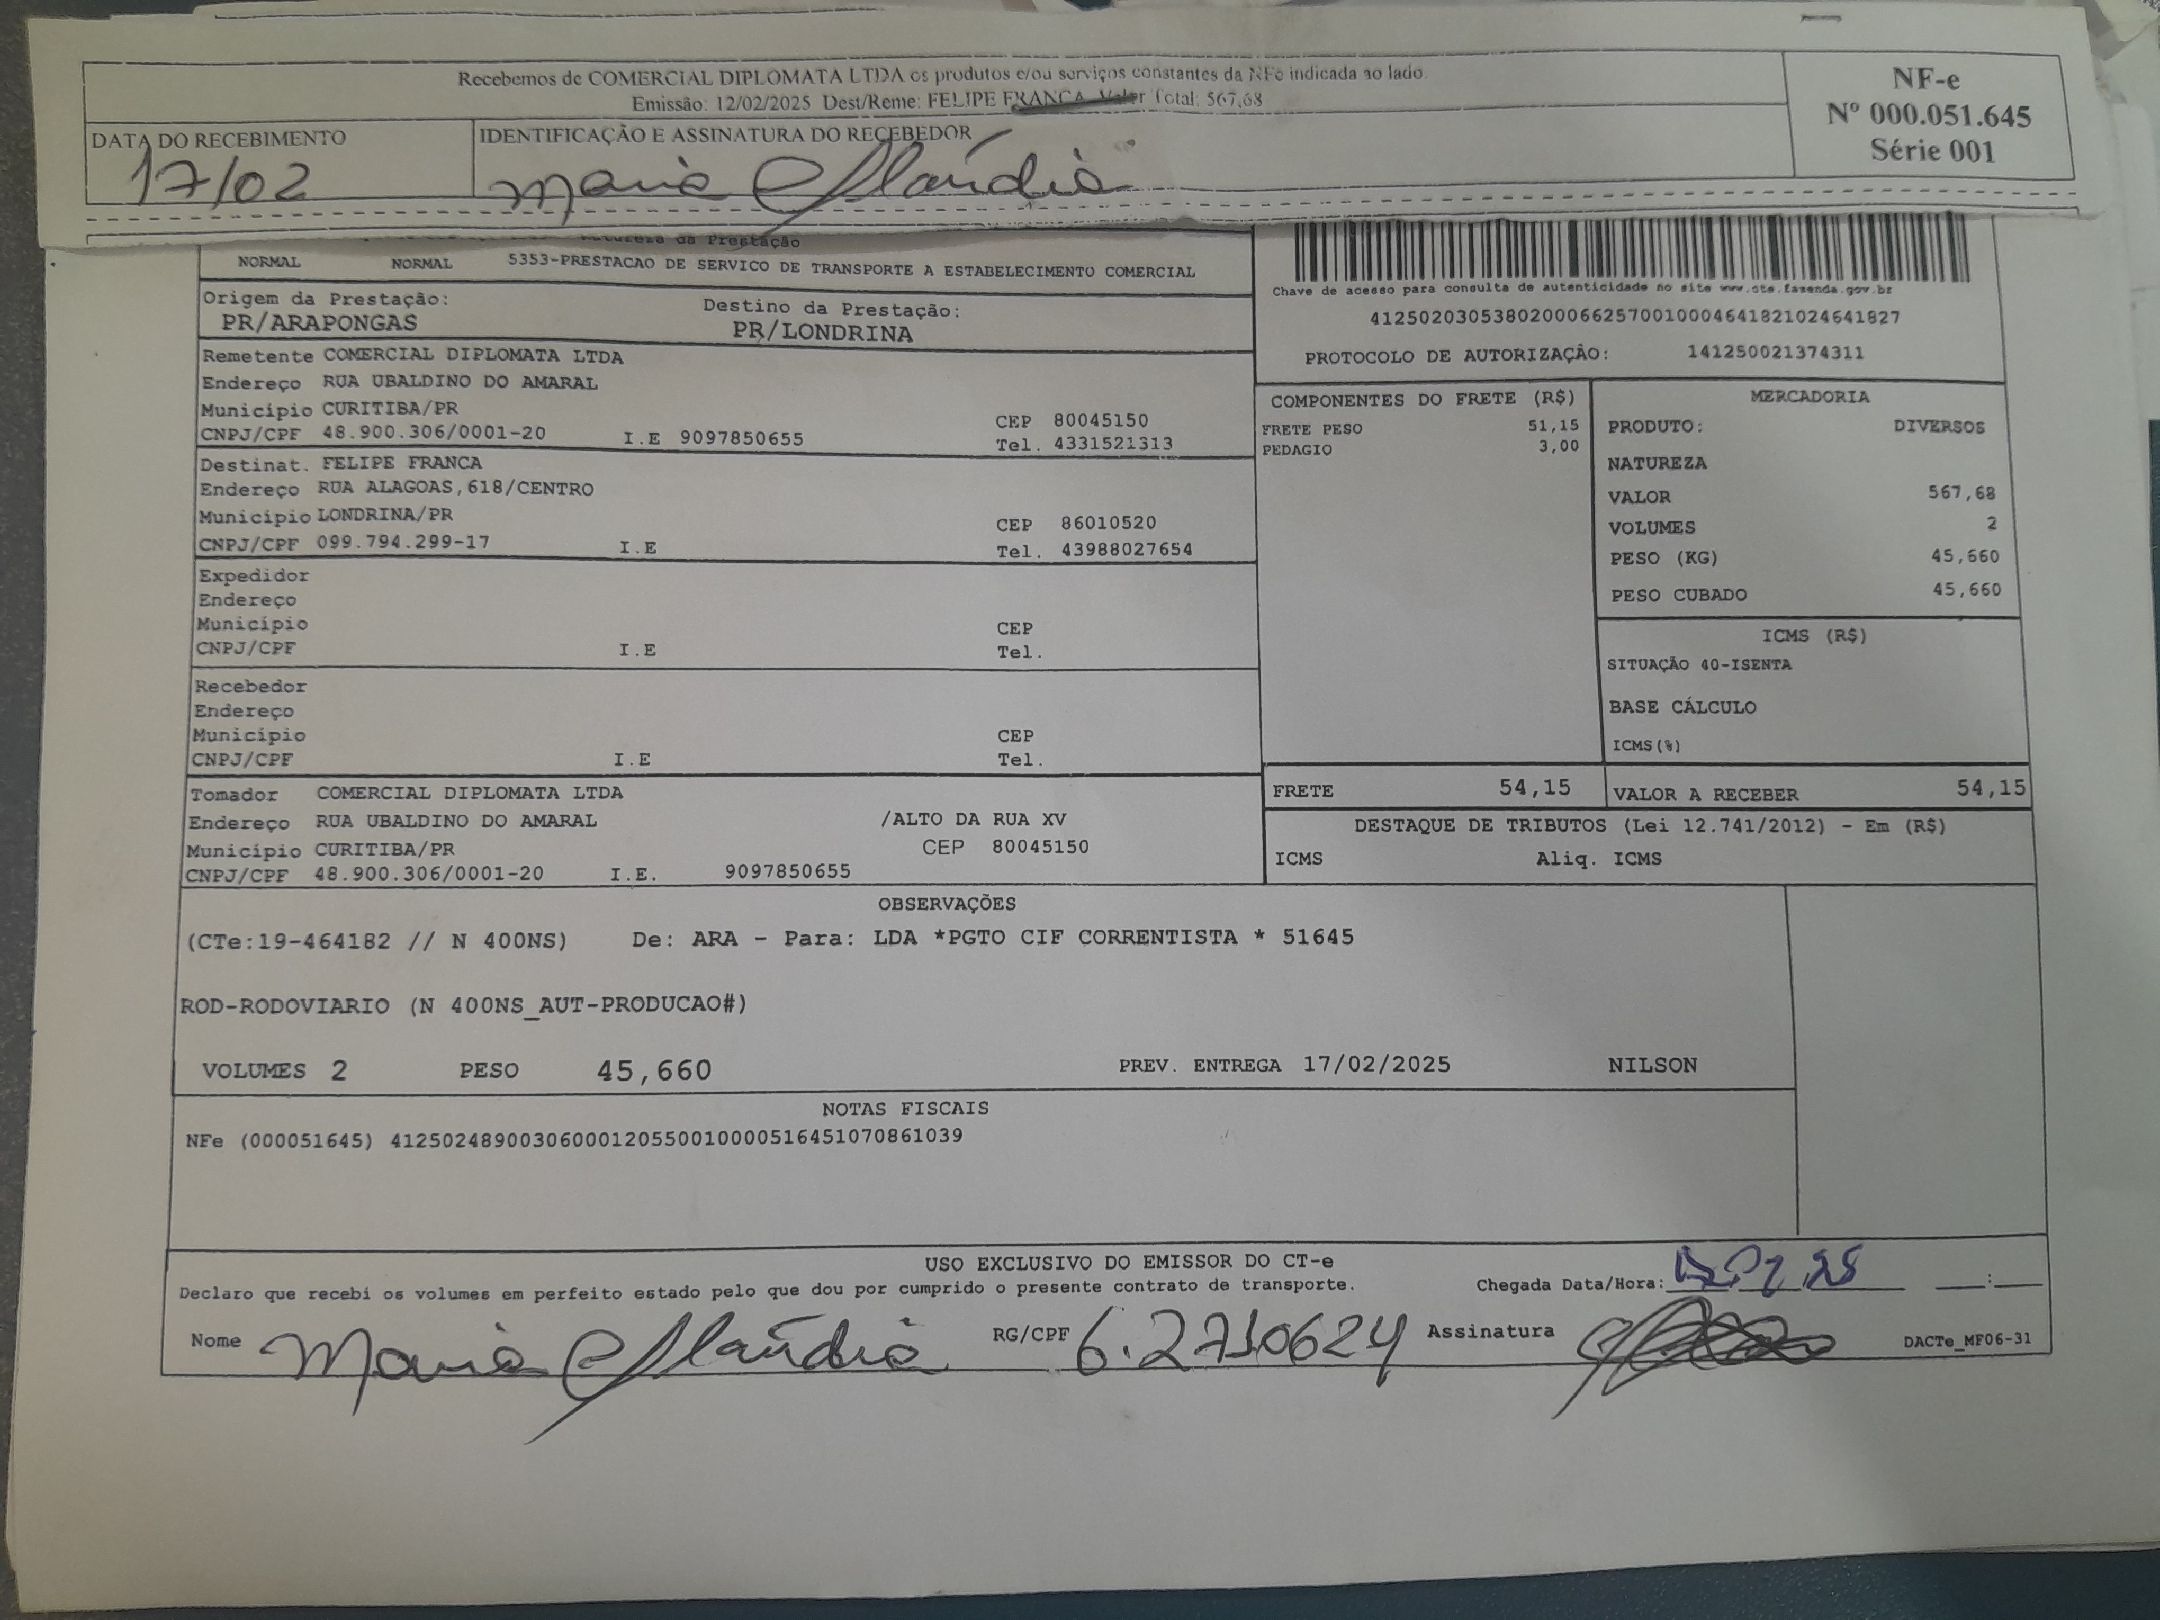 Recebemos de COMERCIAL DIPLOMATA LTDA os produtos e/ou serviços constantes da NFe indicada ao lado.
Emissão: 12/02/2025 Dest/Reme: FELIPE FRANCA Valor Total: 567,68
NF-e
Nº 000.051.645
Série 001
DATA DO RECEBIMENTO
17/02
IDENTIFICAÇÃO E ASSINATURA DO RECEBEDOR
Maria Claúdia
Natureza da Prestação
NORMAL NORMAL 5353-PRESTACAO DE SERVICO DE TRANSPORTE A ESTABELECIMENTO COMERCIAL
Origem da Prestação: Destino da Prestação:
PR/ARAPONGAS PR/LONDRINA
Chave de acesso para consulta de autenticidade no site www.cte.fazenda.gov.br
41250203053802000662570010004641821024641827
PROTOCOLO DE AUTORIZAÇÃO: 141250021374311
Remetente COMERCIAL DIPLOMATA LTDA
Endereço RUA UBALDINO DO AMARAL
Município CURITIBA/PR CEP 80045150
CNPJ/CPF 48.900.306/0001-20 I.E 9097850655 Tel. 4331521313
Destinat. FELIPE FRANCA
Endereço RUA ALAGOAS,618/CENTRO
Município LONDRINA/PR CEP 86010520
CNPJ/CPF 099.794.299-17 I.E Tel. 43988027654
Expedidor
Endereço
Município CEP
CNPJ/CPF I.E Tel.
Recebedor
Endereço
Município CEP
CNPJ/CPF I.E Tel.
Tomador COMERCIAL DIPLOMATA LTDA
Endereço RUA UBALDINO DO AMARAL /ALTO DA RUA XV
Município CURITIBA/PR CEP 80045150
CNPJ/CPF 48.900.306/0001-20 I.E. 9097850655
COMPONENTES DO FRETE (R$)
FRETE PESO 51,15
PEDAGIO 3,00
MERCADORIA
PRODUTO: DIVERSOS
NATUREZA
VALOR 567,68
VOLUMES 2
PESO (KG) 45,660
PESO CUBADO 45,660
ICMS (R$)
SITUAÇÃO 40-ISENTA
BASE CÁLCULO
ICMS(%)
FRETE 54,15 VALOR A RECEBER 54,15
DESTAQUE DE TRIBUTOS (Lei 12.741/2012) - Em (R$)
ICMS Aliq. ICMS
OBSERVAÇÕES
(CTe:19-464182 // N 400NS) De: ARA - Para: LDA *PGTO CIF CORRENTISTA * 51645
ROD-RODOVIARIO (N 400NS_AUT-PRODUCAO#)
VOLUMES 2 PESO 45,660 PREV. ENTREGA 17/02/2025 NILSON
NOTAS FISCAIS
NFe (000051645) 41250248900306000120550010000516451070861039
USO EXCLUSIVO DO EMISSOR DO CT-e
Declaro que recebi os volumes em perfeito estado pelo que dou por cumprido o presente contrato de transporte. Chegada Data/Hora:
Nome Maria Claúdia RG/CPF 6.2710624 Assinatura DACTe_MF06-31